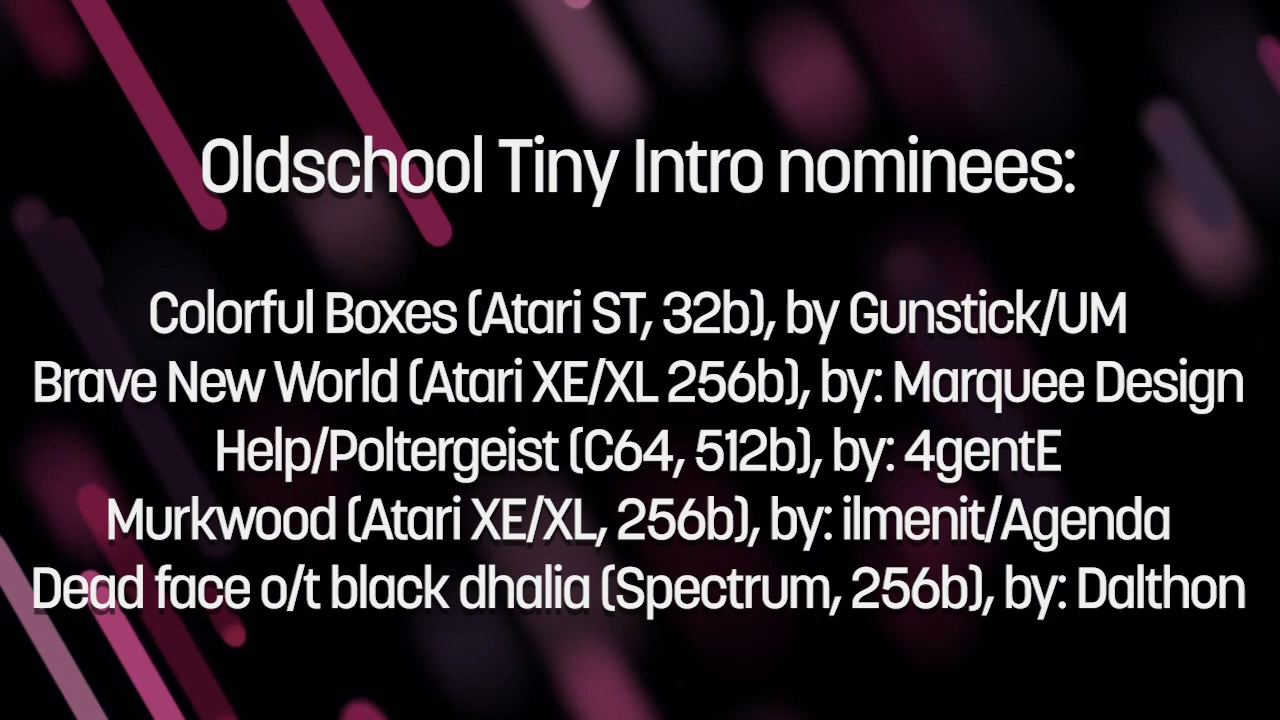 Oldschool Tiny Intro nominees:
Colorful Boxes (Atari ST, 32b), by Gunstick/UM
Brave New World (Atari XE/XL 256b), by: Marquee Design
Help/Poltergeist (C64, 512b), by: 4gentE
Murkwood (Atari XE/XL, 256b), by: ilmenit/Agenda
Dead face o/t black dhalia (Spectrum, 256b), by: Dalthon